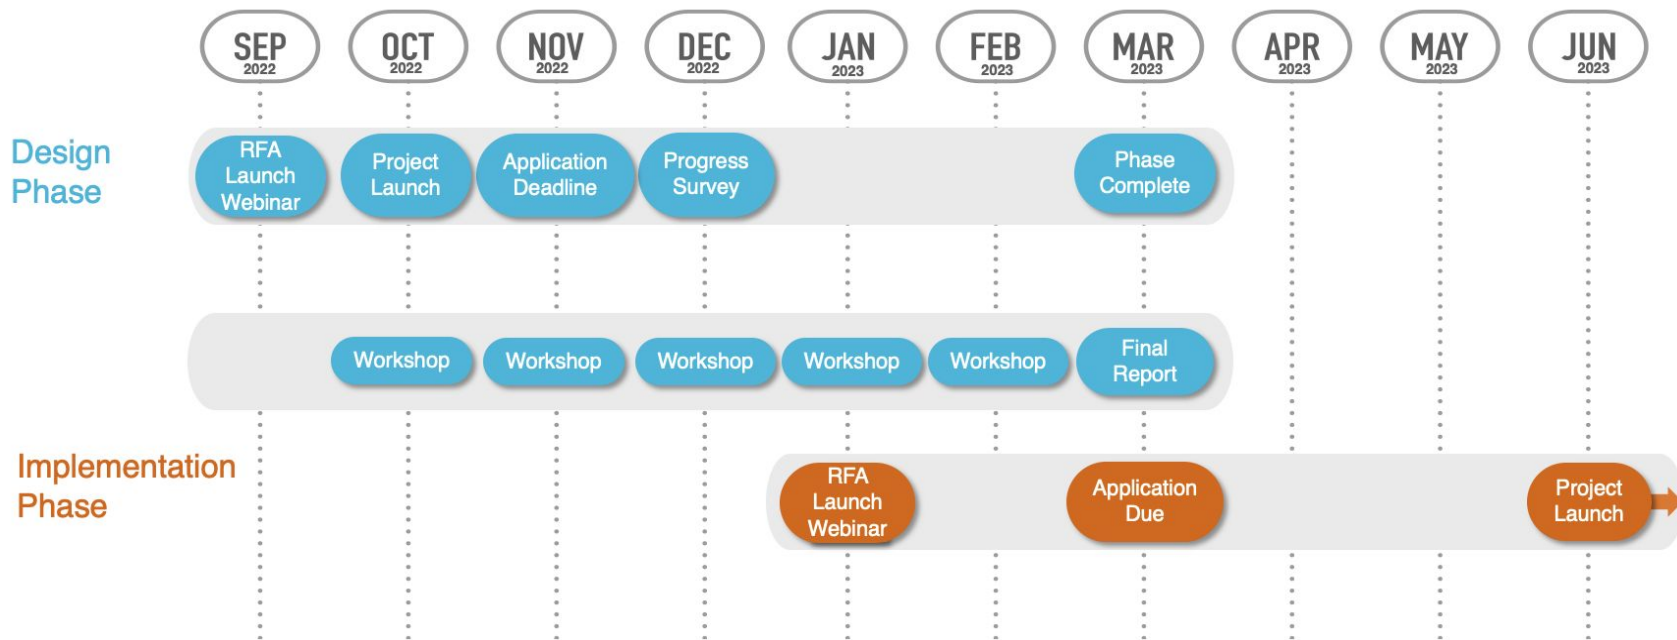 SEP
2022
OCT
2022
NOV
2022
DEC
2022
JAN
2023
FEB
2023
MAR
2023
APR
2023
MAY
2023
JUN
2023
Design
Phase
RFA
Launch
Webinar
Project
Launch
Application
Deadline
Progress
Survey
Phase
Complete
Workshop
Workshop
Workshop
Workshop
Workshop
Final
Report
Implementation
Phase
RFA
Launch
Webinar
Application
Due
Project
Launch